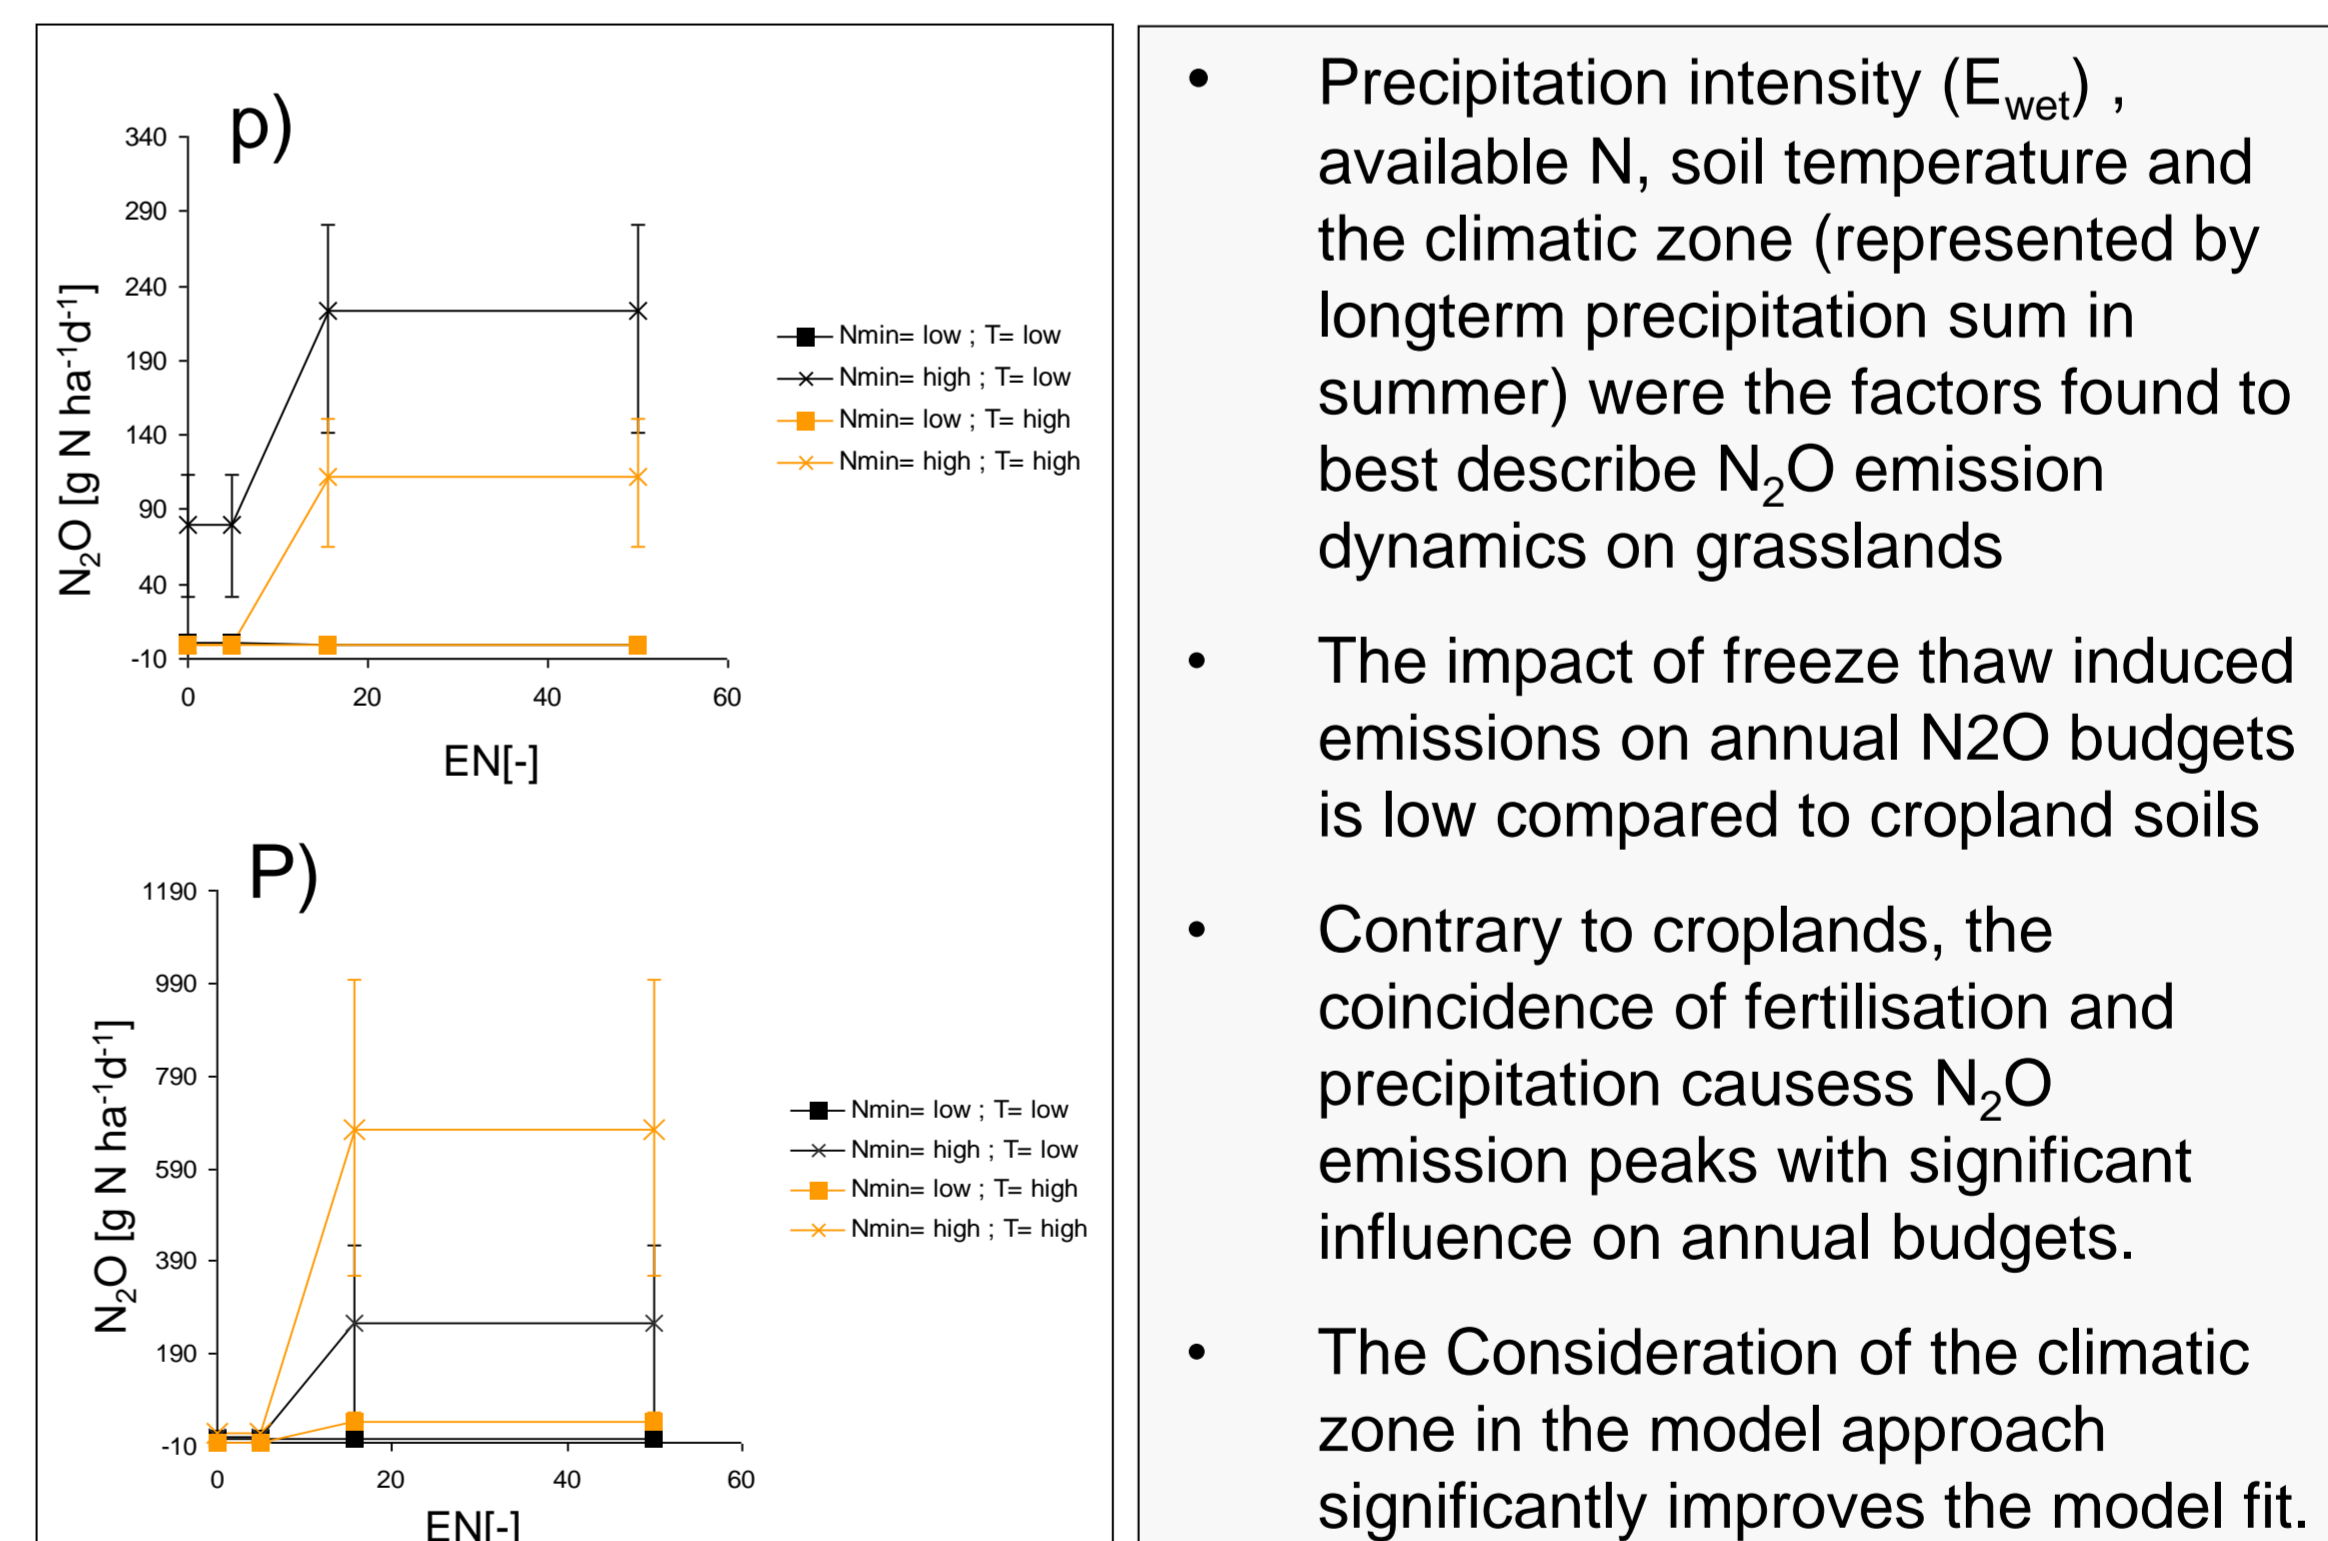 p)
340
290
240
190
140
90
40
-10
0 20 40 60
N₂O [g N ha⁻¹d⁻¹]
EN[-]
Nmin= low ; T= low
Nmin= high ; T= low
Nmin= low ; T= high
Nmin= high ; T= high
P)
1190
990
790
590
390
190
-10
0 20 40 60
N₂O [g N ha⁻¹d⁻¹]
EN[-]
Nmin= low ; T= low
Nmin= high ; T= low
Nmin= low ; T= high
Nmin= high ; T= high
• Precipitation intensity (E_wet) ,
available N, soil temperature and
the climatic zone (represented by
longterm precipitation sum in
summer) were the factors found to
best describe N₂O emission
dynamics on grasslands
• The impact of freeze thaw induced
emissions on annual N2O budgets
is low compared to cropland soils
• Contrary to croplands, the
coincidence of fertilisation and
precipitation causess N₂O
emission peaks with significant
influence on annual budgets.
• The Consideration of the climatic
zone in the model approach
significantly improves the model fit.